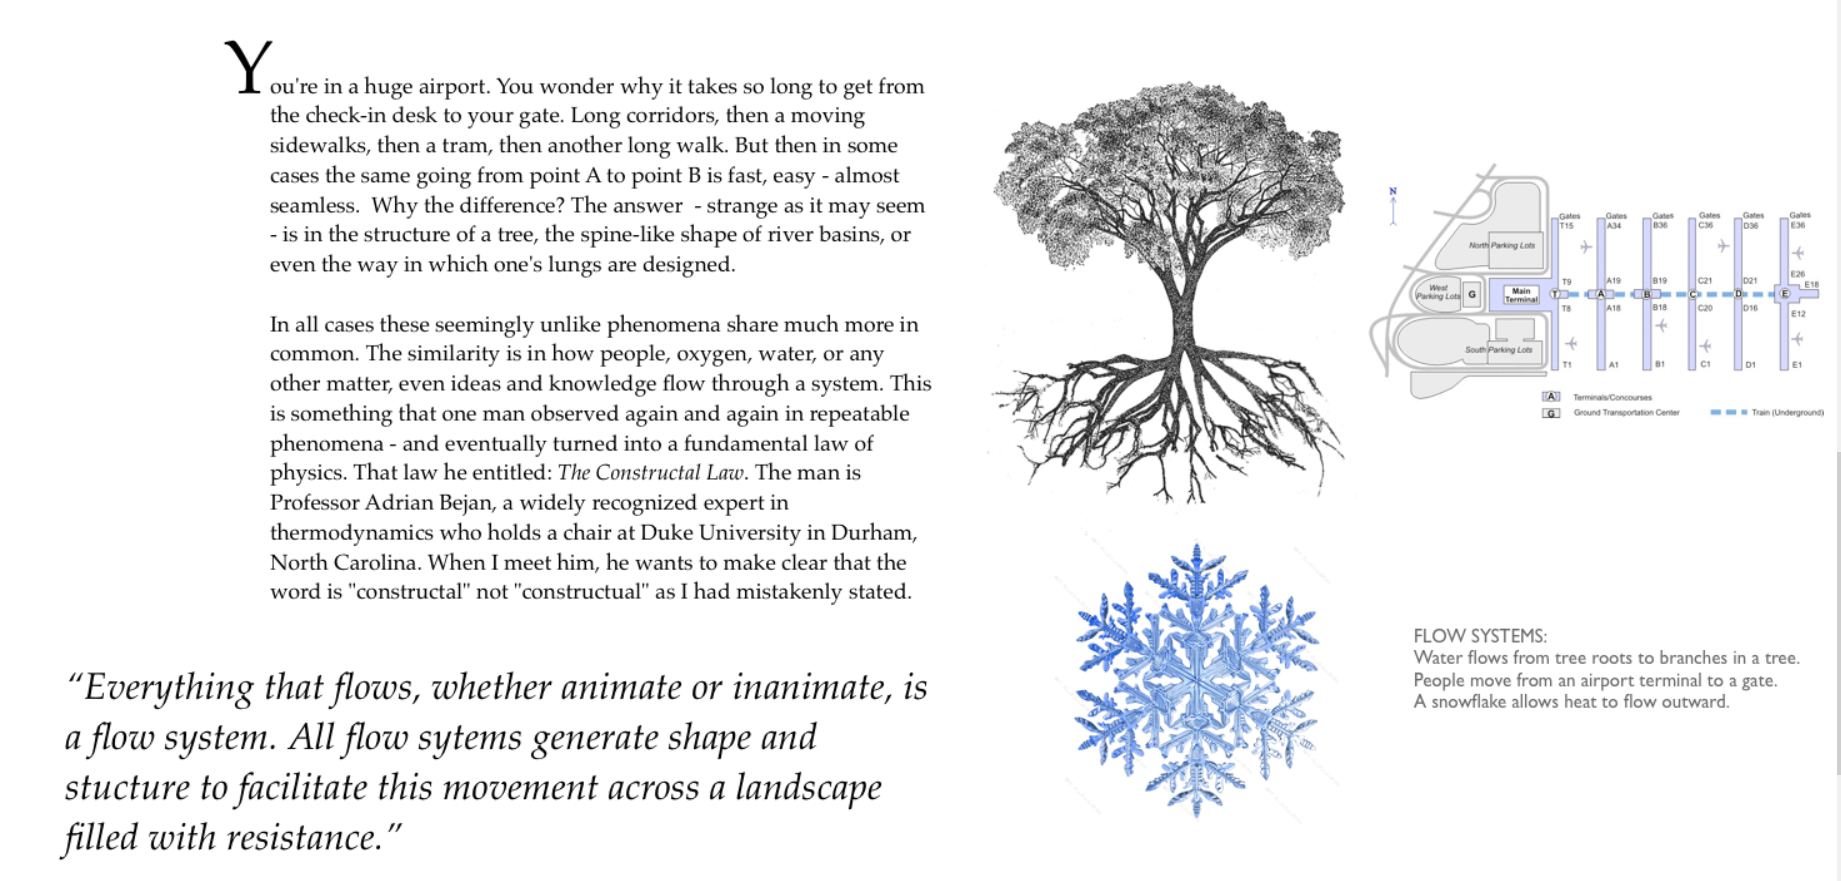 You're in a huge airport. You wonder why it takes so long to get from
the check-in desk to your gate. Long corridors, then a moving
sidewalks, then a tram, then another long walk. But then in some
cases the same going from point A to point B is fast, easy - almost
seamless.  Why the difference? The answer  - strange as it may seem
- is in the structure of a tree, the spine-like shape of river basins, or
even the way in which one's lungs are designed.
In all cases these seemingly unlike phenomena share much more in
common. The similarity is in how people, oxygen, water, or any
other matter, even ideas and knowledge flow through a system. This
is something that one man observed again and again in repeatable
phenomena - and eventually turned into a fundamental law of
physics. That law he entitled: The Constructal Law. The man is
Professor Adrian Bejan, a widely recognized expert in
thermodynamics who holds a chair at Duke University in Durham,
North Carolina. When I meet him, he wants to make clear that the
word is "constructal" not "constructual" as I had mistakenly stated.
“Everything that flows, whether animate or inanimate, is
a flow system. All flow sytems generate shape and
stucture to facilitate this movement across a landscape
filled with resistance.”
N
Gates Gates Gates Gates Gates Gates
T15 A34 B36 C36 D36 E36
North Parking Lots
E26
T9 A19 B19 C21 D21 E18
West
Parking Lots
G
Main
Terminal
T A B C D E
T8 A18 B18 C20 D16 E12
South Parking Lots
T1 A1 B1 C1 D1 E1
A Terminals/Concourses
G Ground Transportation Center
Train (Underground)
FLOW SYSTEMS:
Water flows from tree roots to branches in a tree.
People move from an airport terminal to a gate.
A snowflake allows heat to flow outward.